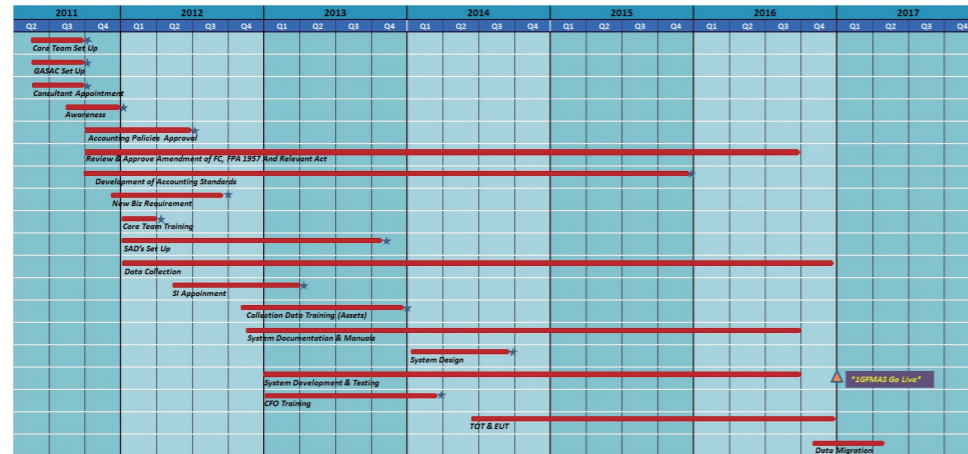 2011 2012 2013 2014 2015 2016 2017
Q2 Q3 Q4 Q1 Q2 Q3 Q4 Q1 Q2 Q3 Q4 Q1 Q2 Q3 Q4 Q1 Q2 Q3 Q4 Q1 Q2 Q3 Q4 Q1 Q2 Q3 Q4
Core Team Set Up
GASAC Set Up
Consultant Appointment
Awareness
Accounting Policies Approval
Review & Approve Amendment of FC, FPA 1957 And Relevant Act
Development of Accounting Standards
New Biz Requirement
Core Team Training
SAD's Set Up
Data Collection
SI Appoinment
Collection Data Training (Assets)
System Documentation & Manuals
System Design
System Development & Testing
"1GFMAS Go Live"
CFO Training
TOT & EUT
Data Migration